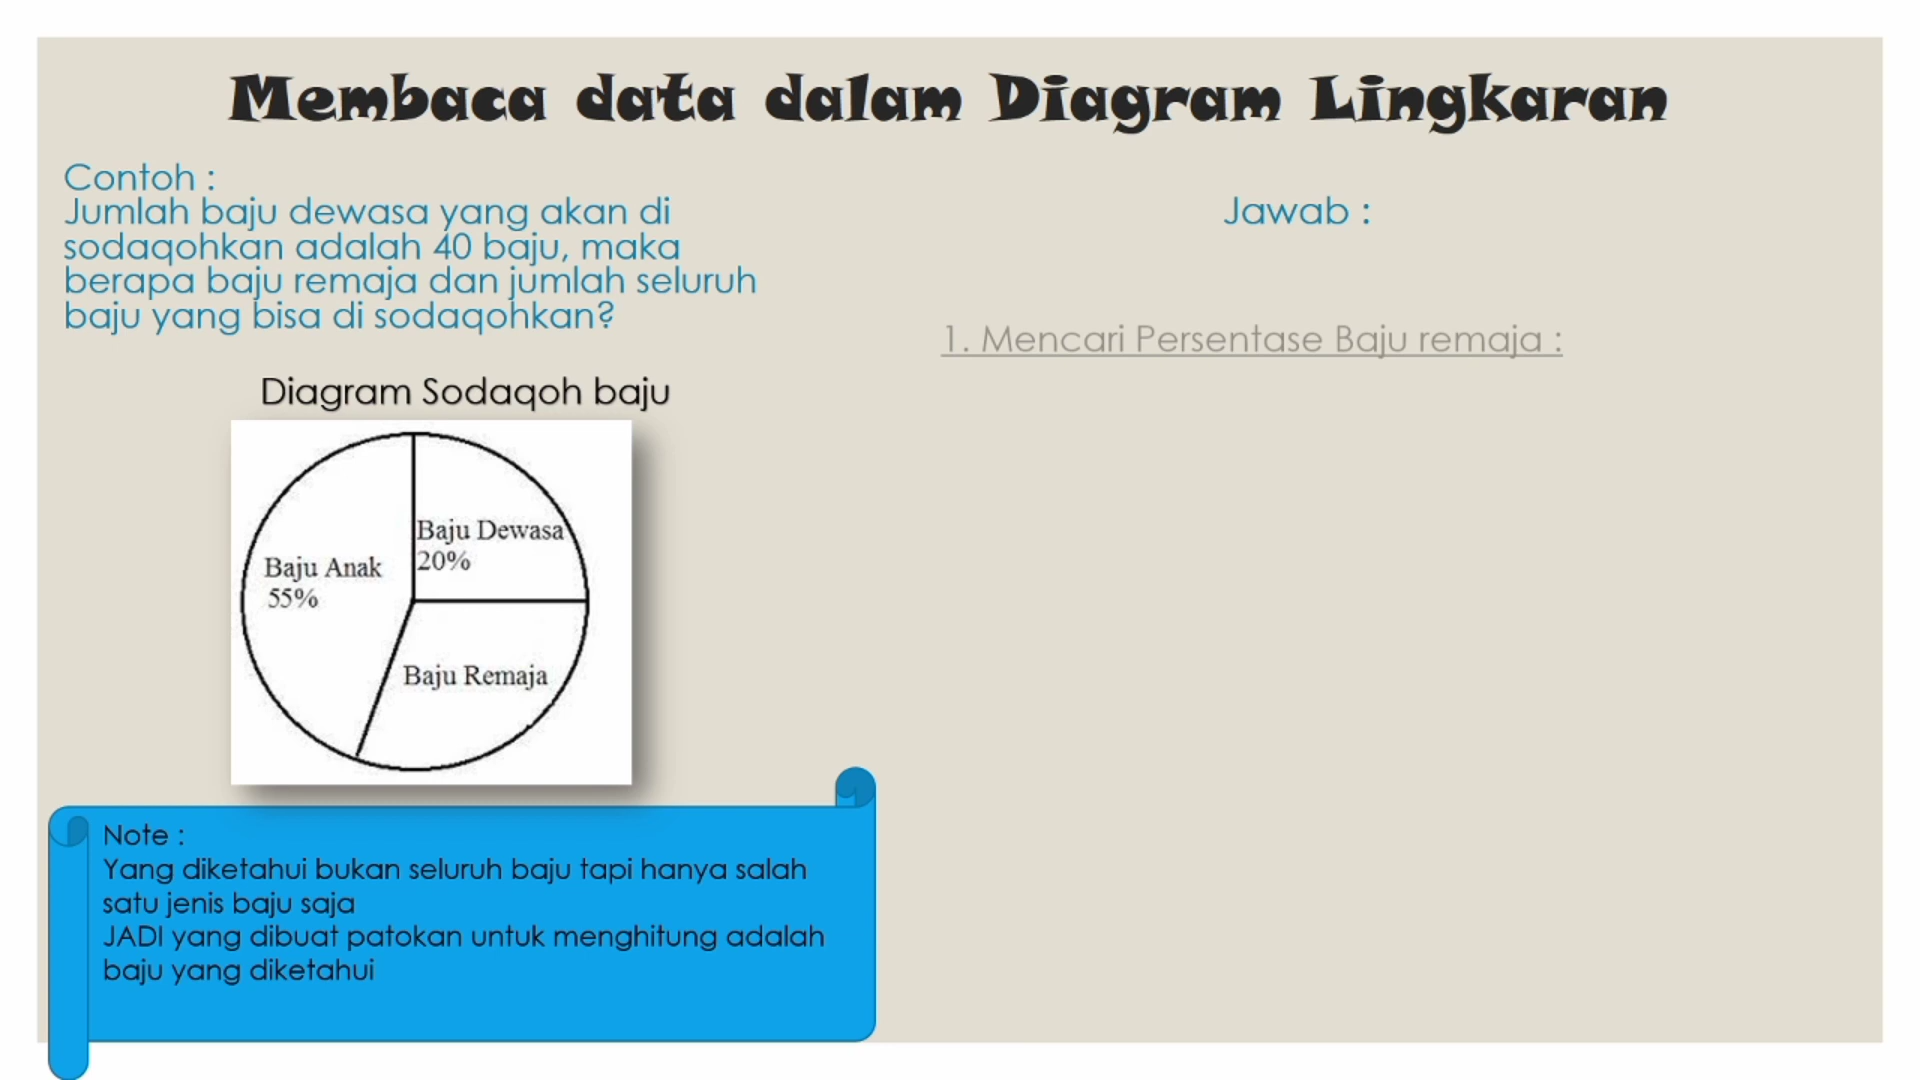 Membaca data dalam Diagram Lingkaran
Contoh :
Jumlah baju dewasa yang akan di
sodaqohkan adalah 40 baju, maka
berapa baju remaja dan jumlah seluruh
baju yang bisa di sodaqohkan?
Diagram Sodaqoh baju
Baju Dewasa
20%
Baju Anak
55%
Baju Remaja
Note :
Yang diketahui bukan seluruh baju tapi hanya salah
satu jenis baju saja
JADI yang dibuat patokan untuk menghitung adalah
baju yang diketahui
Jawab :
1. Mencari Persentase Baju remaja :